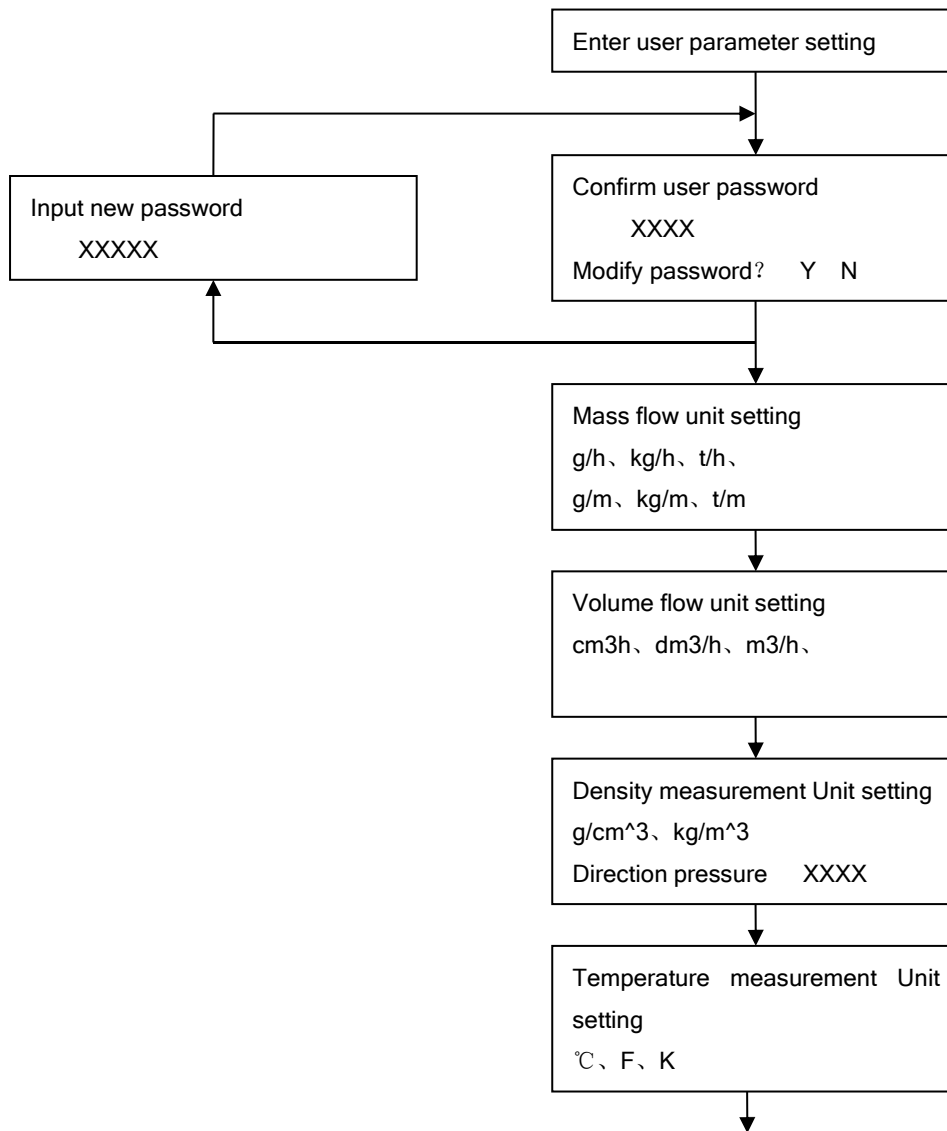 Enter user parameter setting
Input new password
XXXXX
Confirm user password
XXXX
Modify password？ Y N
Mass flow unit setting
g/h、kg/h、t/h、
g/m、kg/m、t/m
Volume flow unit setting
cm3h、dm3/h、m3/h、
Density measurement Unit setting
g/cm^3、kg/m^3
Direction pressure XXXX
Temperature measurement Unit
setting
℃、F、K